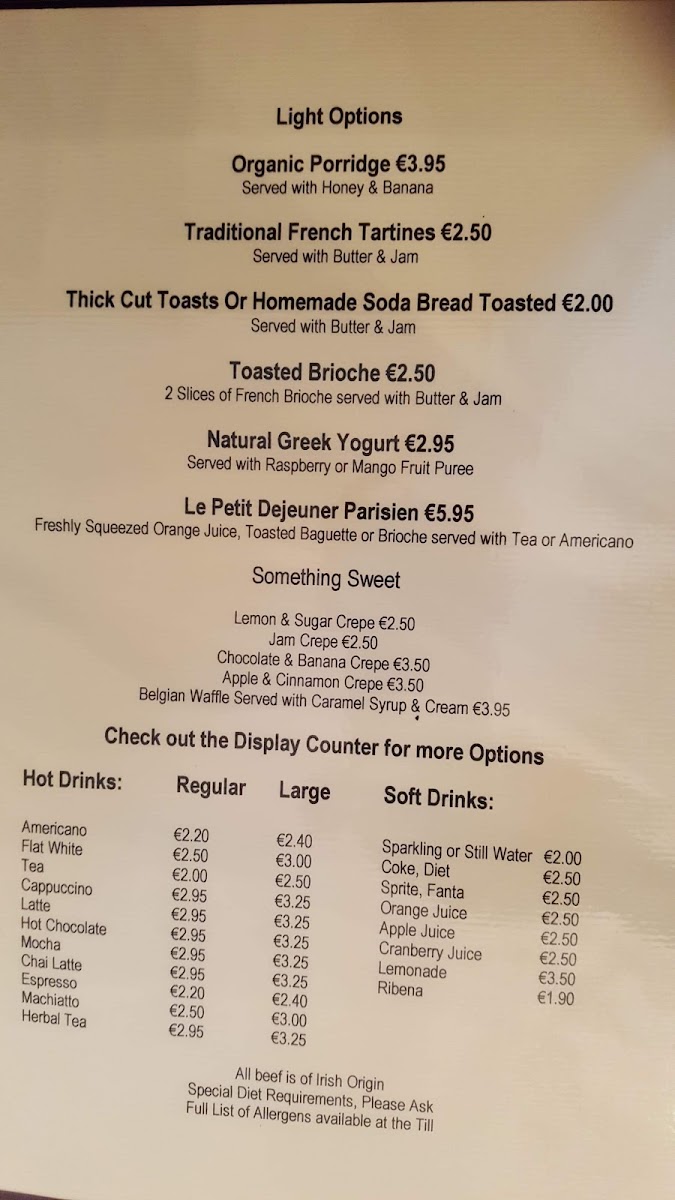 Light Options
Organic Porridge €3.95
Served with Honey & Banana
Traditional French Tartines €2.50
Served with Butter & Jam
Thick Cut Toasts Or Homemade Soda Bread Toasted €2.00
Served with Butter & Jam
Toasted Brioche €2.50
2 Slices of French Brioche served with Butter & Jam
Natural Greek Yogurt €2.95
Served with Raspberry or Mango Fruit Puree
Le Petit Dejeuner Parisien €5.95
Freshly Squeezed Orange Juice, Toasted Baguette or Brioche served with Tea or Americano
Something Sweet
Lemon & Sugar Crepe €2.50
Jam Crepe €2.50
Chocolate & Banana Crepe €3.50
Apple & Cinnamon Crepe €3.50
Belgian Waffle Served with Caramel Syrup & Cream €3.95
Check out the Display Counter for more Options
Hot Drinks: Regular Large
Americano €2.20 €2.40
Flat White €2.50 €3.00
Tea €2.00 €2.50
Cappuccino €2.95 €3.25
Latte €2.95 €3.25
Hot Chocolate €2.95 €3.25
Mocha €2.95 €3.25
Chai Latte €2.95 €3.25
Espresso €2.20 €2.40
Machiatto €2.50 €3.00
Herbal Tea €2.95 €3.25
Soft Drinks:
Sparkling or Still Water €2.00
Coke, Diet €2.50
Sprite, Fanta €2.50
Orange Juice €2.50
Apple Juice €2.50
Cranberry Juice €2.50
Lemonade €3.50
Ribena €1.90
All beef is of Irish Origin
Special Diet Requirements, Please Ask
Full List of Allergens available at the Till